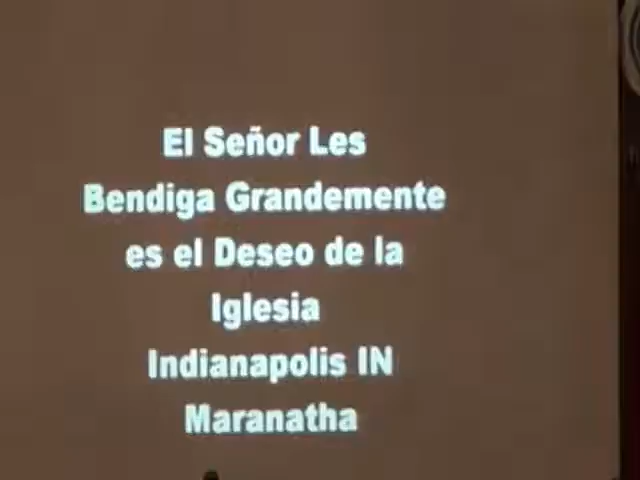 El Señor Les
Bendiga Grandemente
es el Deseo de la
Iglesia
Indianapolis IN
Maranatha